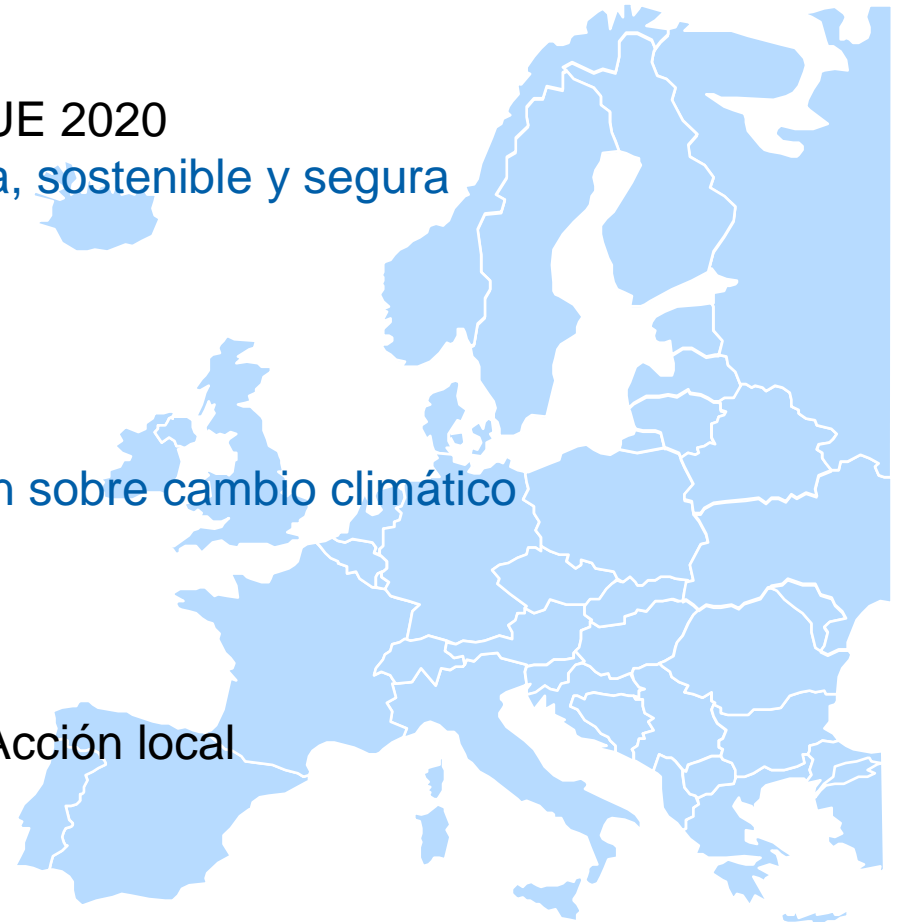 UE 2020
a, sostenible y segura
n sobre cambio climático
Acción local